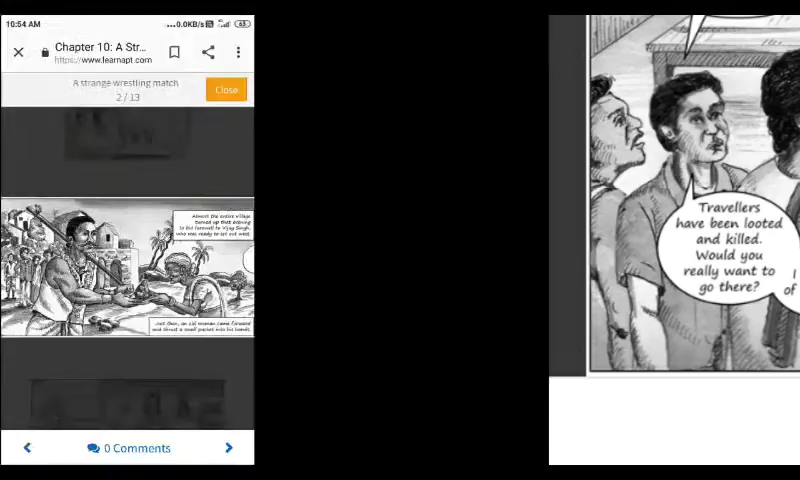 10:54 AM
...0.0KB/s
63
Chapter 10: A Str...
https://www.learnapt.com
A strange wrestling match
2 / 13
Close
Almost the entire village
turned up that evening
to bid farewell to Vijay Singh,
who was ready to set out west.
Just then, an old woman came forward
and thrust a small packet into his hands.
0 Comments
Travellers
have been looted
and killed.
Would you
really want to
go there?
I
of